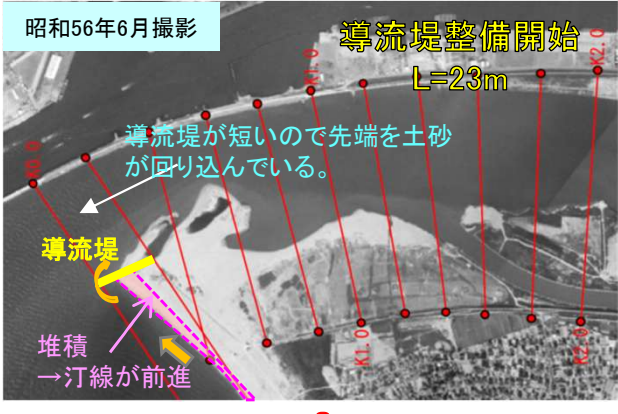 昭和56年6月撮影
導流堤整備開始
L=23m
K1.0
K2.0
導流堤が短いので先端を土砂
が回り込んでいる。
K0.0
導流堤
堆積
→汀線が前進
K1.0
K2.0